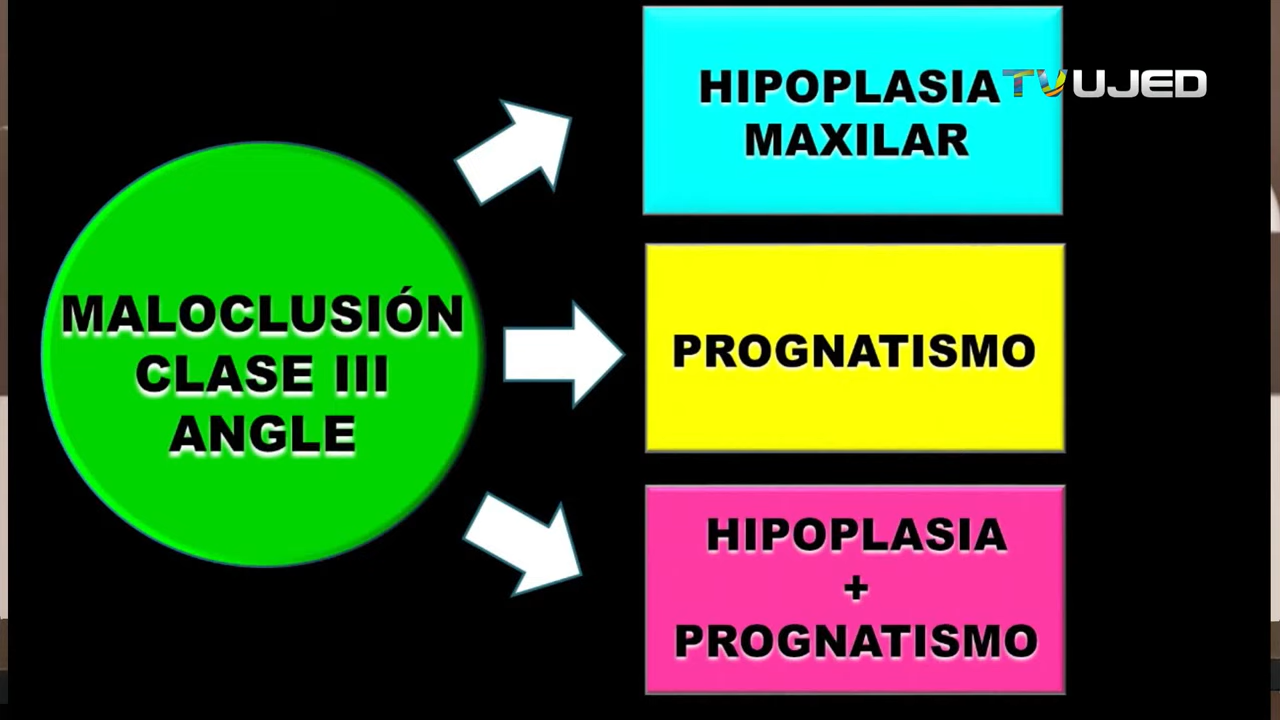 MALOCLUSIÓN
CLASE III
ANGLE
HIPOPLASIA
MAXILAR
TVUJED
PROGNATISMO
HIPOPLASIA
+
PROGNATISMO